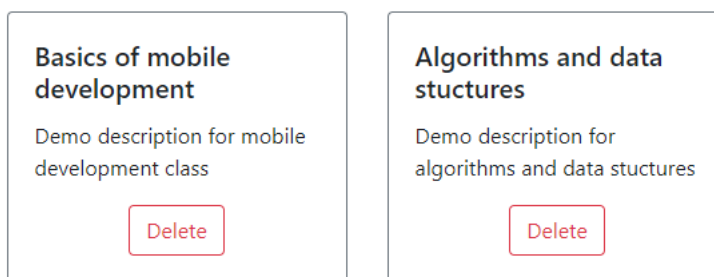 Basics of mobile
development
Demo description for mobile
development class
Delete
Algorithms and data
stuctures
Demo description for
algorithms and data stuctures
Delete